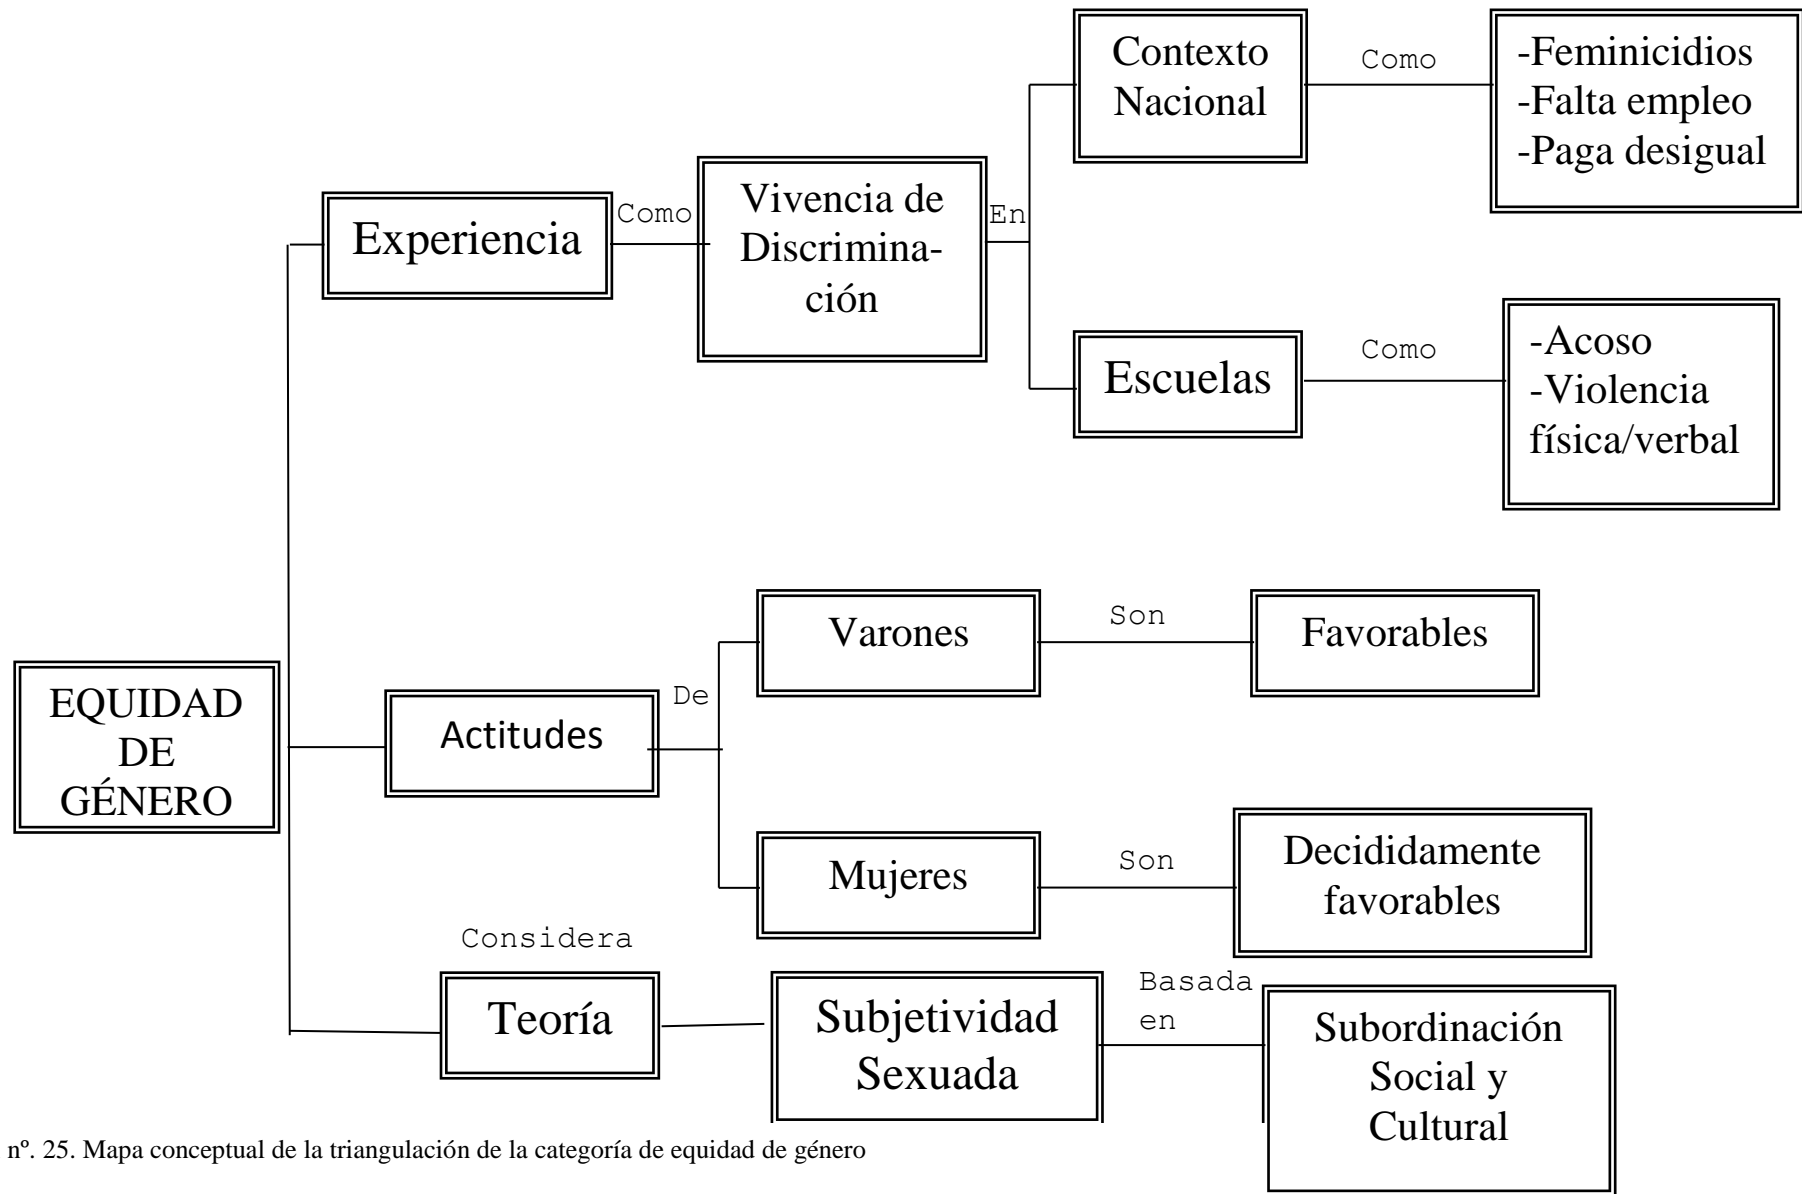 Contexto
Nacional
Como
-Feminicidios
-Falta empleo
-Paga desigual
Experiencia
Como
Vivencia de
Discrimina-
ción
En
Escuelas
Como
-Acoso
-Violencia
física/verbal
EQUIDAD
DE
GÉNERO
Actitudes
De
Varones
Son
Favorables
Mujeres
Son
Decididamente
favorables
Considera
Teoría
Subjetividad
Sexuada
Basada
en
Subordinación
Social y
Cultural
nº. 25. Mapa conceptual de la triangulación de la categoría de equidad de género